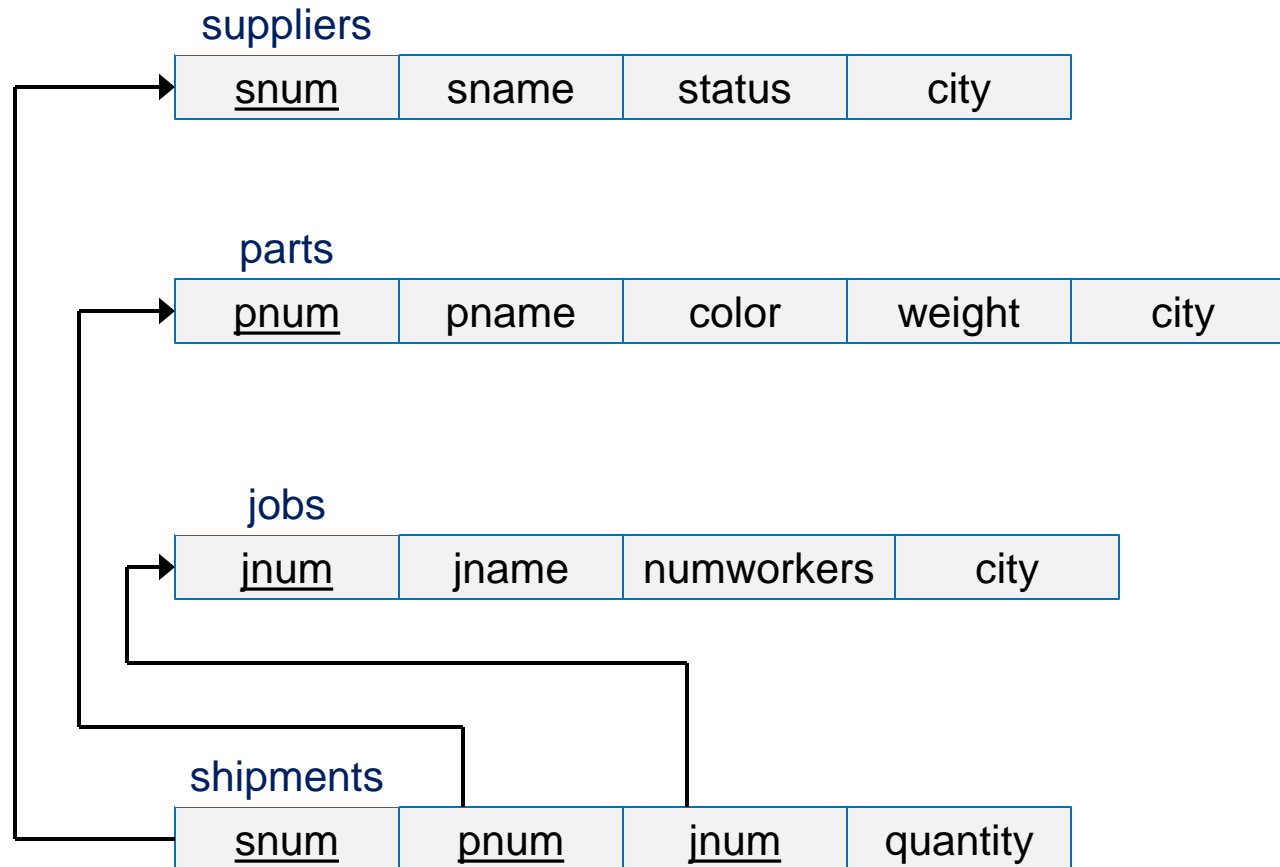 suppliers
snum sname status city
parts
pnum pname color weight city
jobs
jnum jname numworkers city
shipments
snum pnum jnum quantity